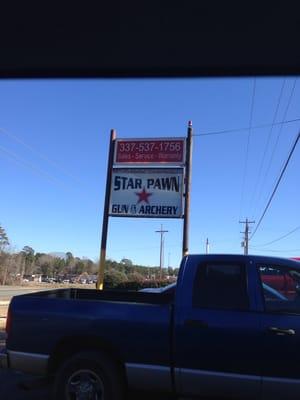 337-537-1756
Sales - Service - Warranty
STAR PAWN
GUN & ARCHERY